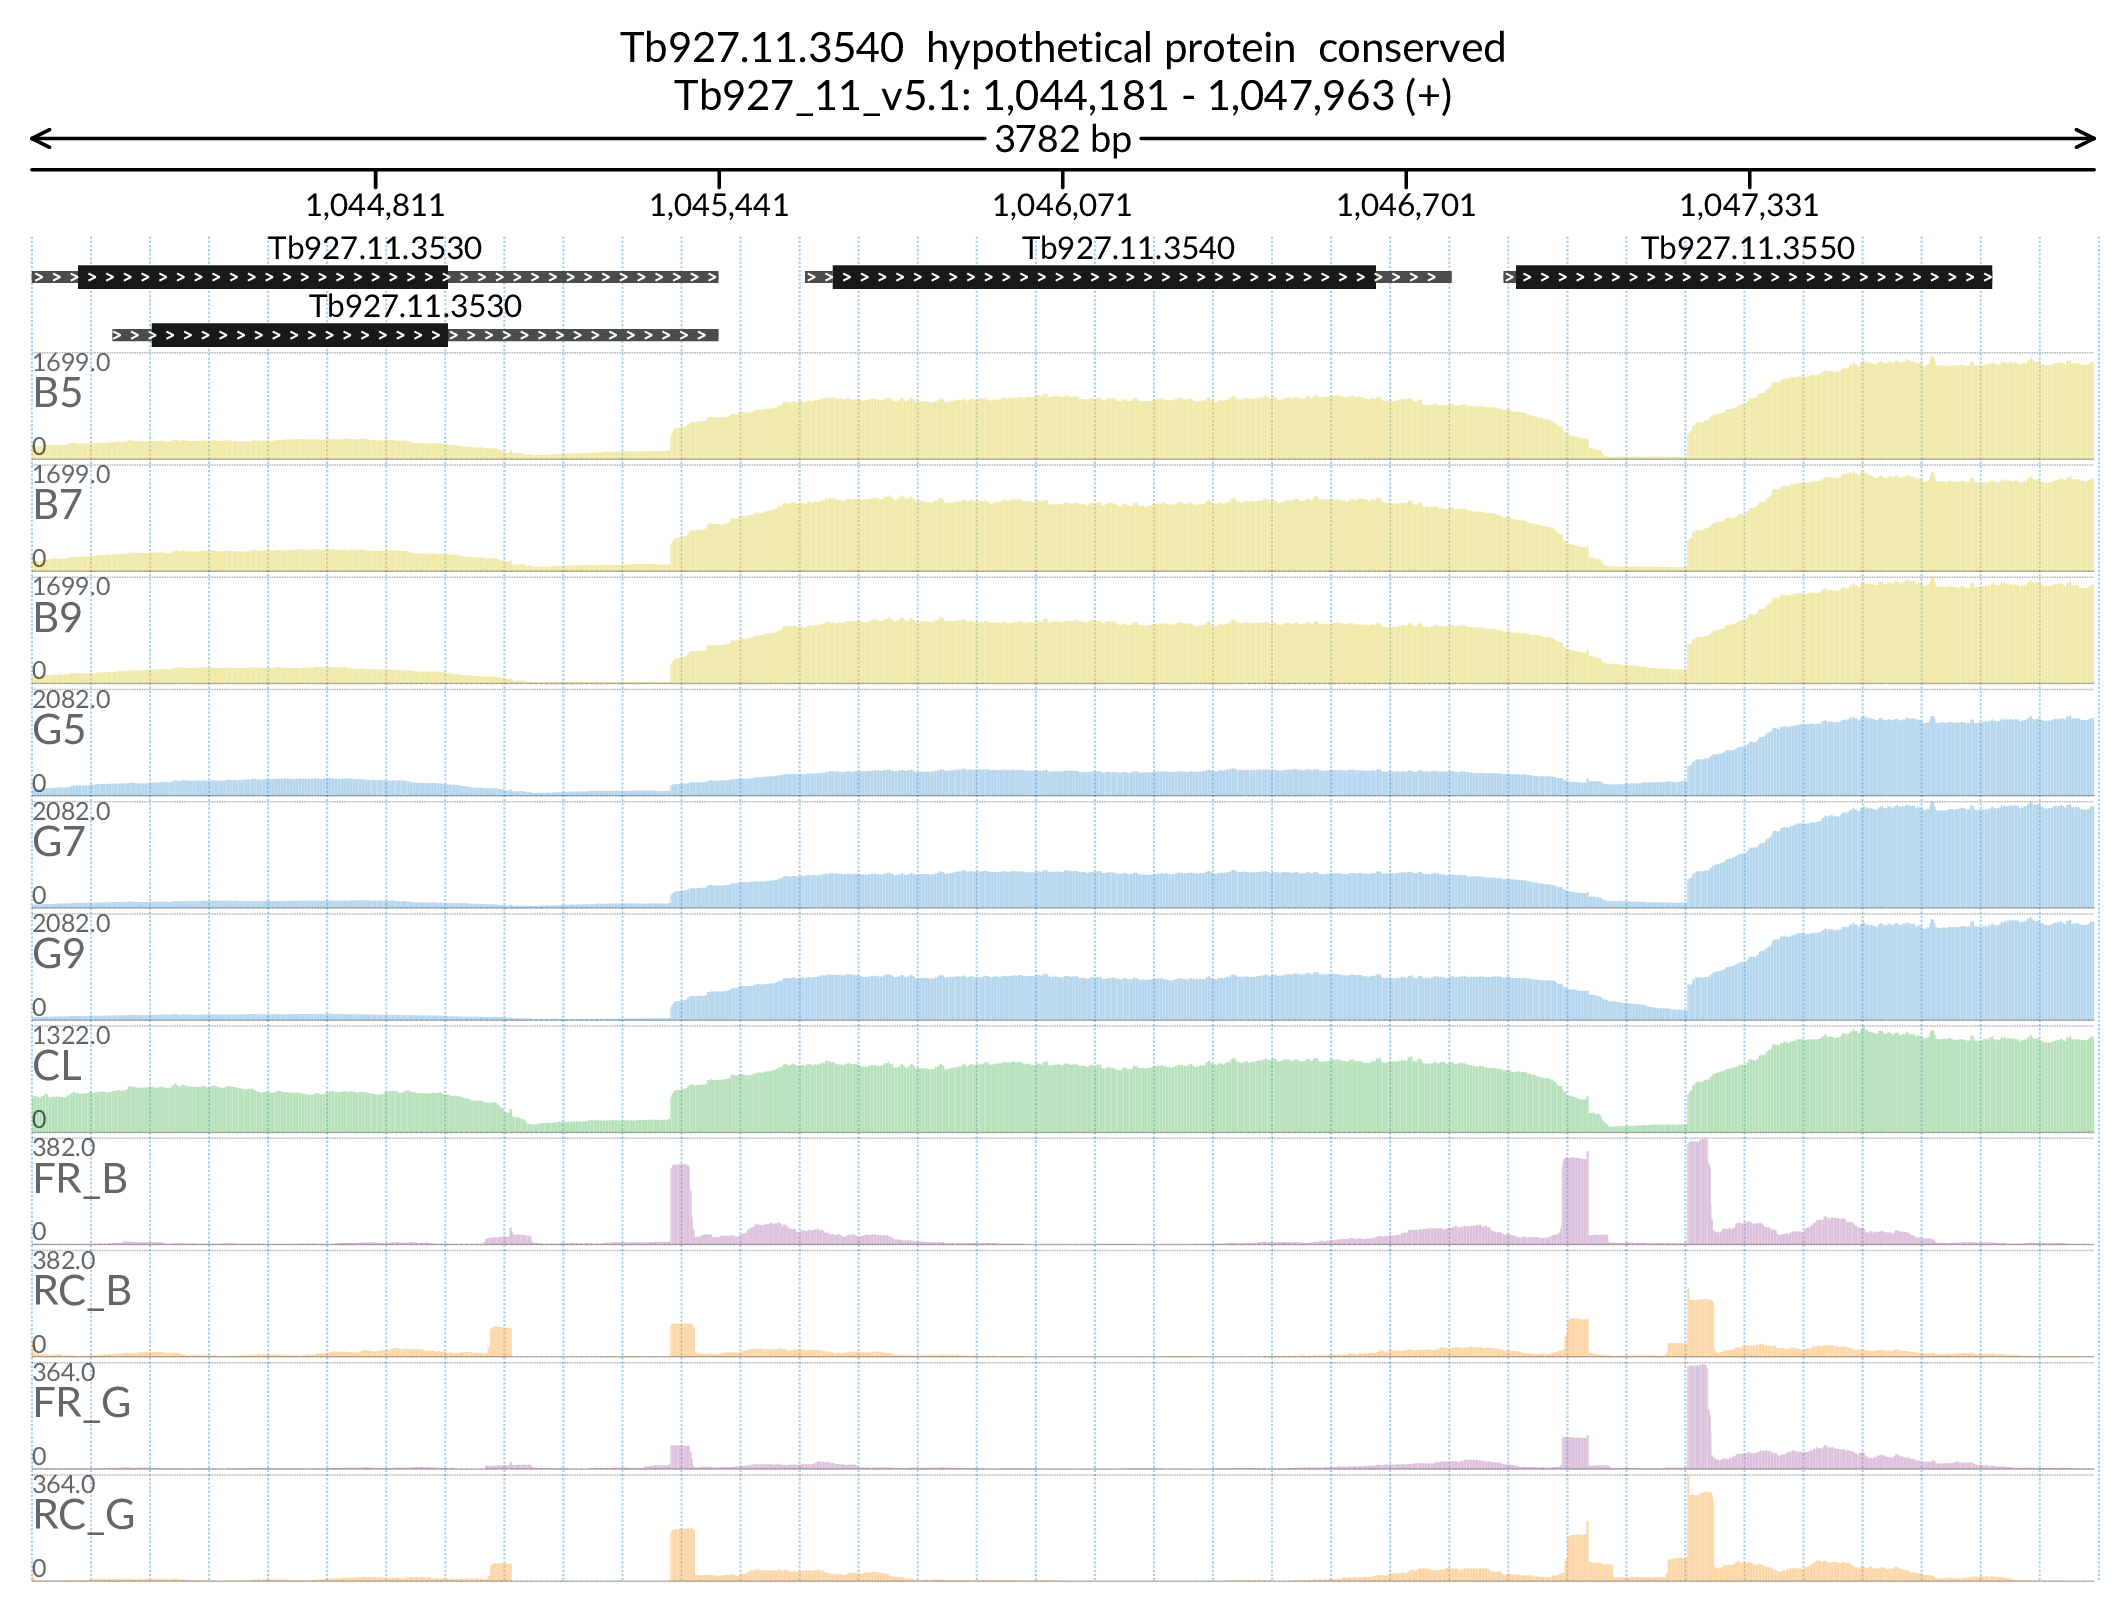 Tb927.11.3540  hypothetical protein  conserved
Tb927_11_v5.1: 1,044,181 - 1,047,963 (+)
3782 bp
1,044,811 1,045,441 1,046,071 1,046,701 1,047,331
Tb927.11.3530 Tb927.11.3540 Tb927.11.3550
Tb927.11.3530
1699.0
B5
0
1699.0
B7
0
1699.0
B9
0
2082.0
G5
0
2082.0
G7
0
2082.0
G9
0
1322.0
CL
0
382.0
FR_B
0
382.0
RC_B
0
364.0
FR_G
0
364.0
RC_G
0